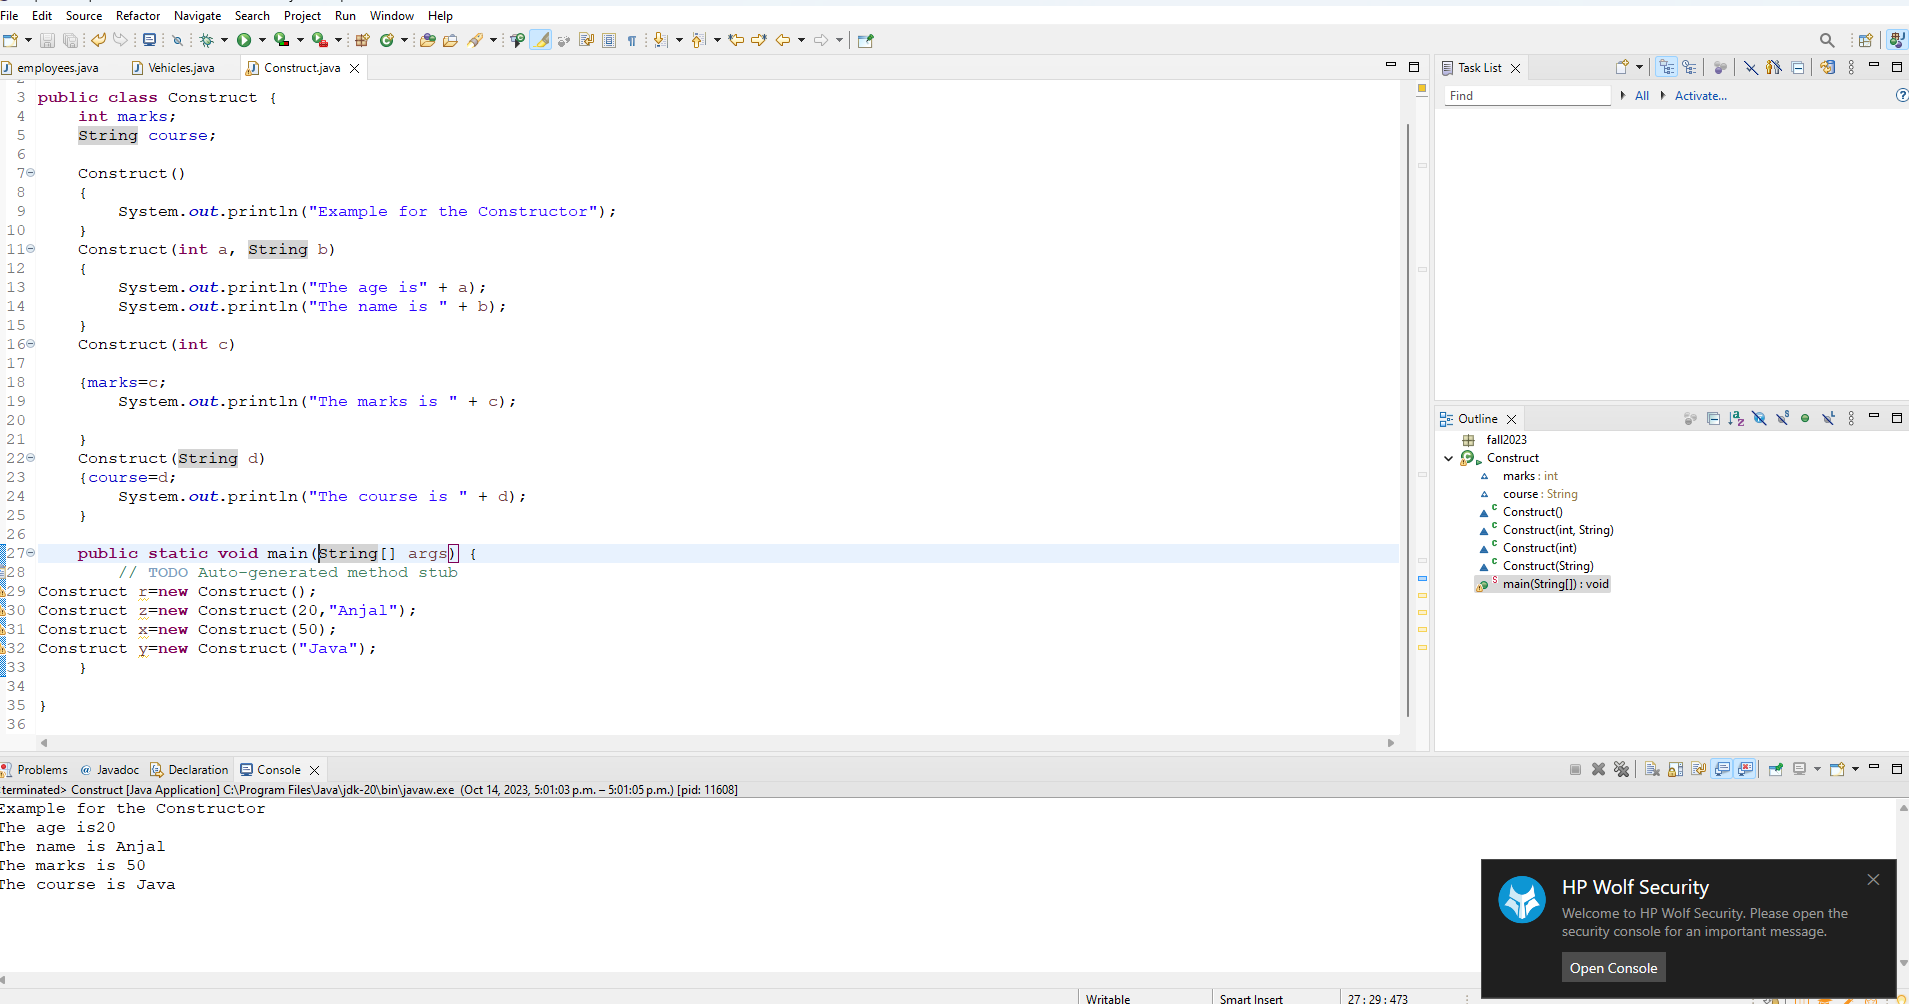 File Edit Source Refactor Navigate Search Project Run Window Help
employees.java Vehicles.java Construct.java
3 public class Construct {
4 int marks;
5 String course;
6
7 Construct()
8 {
9 System.out.println("Example for the Constructor");
10 }
11 Construct(int a, String b)
12 {
13 System.out.println("The age is" + a);
14 System.out.println("The name is " + b);
15 }
16 Construct(int c)
17
18 {marks=c;
19 System.out.println("The marks is " + c);
20
21 }
22 Construct(String d)
23 {course=d;
24 System.out.println("The course is " + d);
25 }
26
27 public static void main(String[] args) {
28 // TODO Auto-generated method stub
29 Construct r=new Construct();
30 Construct z=new Construct(20,"Anjal");
31 Construct x=new Construct(50);
32 Construct y=new Construct("Java");
33 }
34
35 }
36
Task List
Find All Activate...
Outline
fall2023
Construct
marks : int
course : String
Construct()
Construct(int, String)
Construct(int)
Construct(String)
main(String[]) : void
Problems @ Javadoc Declaration Console
terminated> Construct [Java Application] C:\Program Files\Java\jdk-20\bin\javaw.exe (Oct 14, 2023, 5:01:03 p.m. – 5:01:05 p.m.) [pid: 11608]
Example for the Constructor
The age is20
The name is Anjal
The marks is 50
The course is Java
HP Wolf Security
Welcome to HP Wolf Security. Please open the
security console for an important message.
Open Console
Writable Smart Insert 27 : 29 : 473